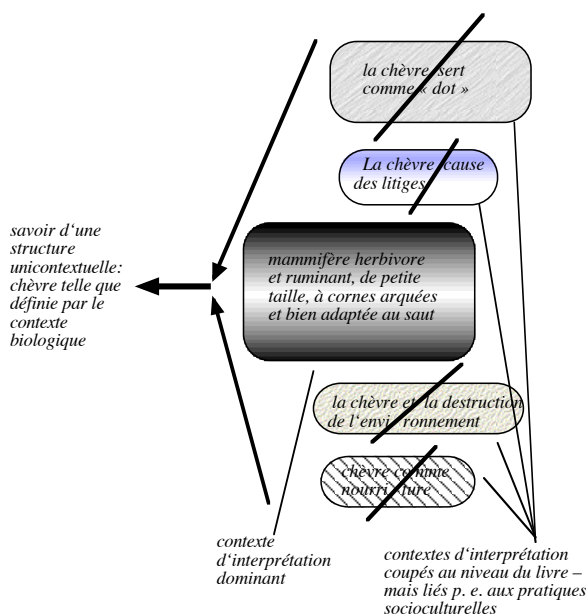 la chèvre sert
comme « dot »
La chèvre cause
des litiges
savoir d'une
structure
unicontextuelle:
chèvre telle que
définie par le
contexte
biologique
mammifère herbivore
et ruminant, de petite
taille, à cornes arquées
et bien adaptée au saut
la chèvre et la destruction
de l'environnement
chèvre comme
nourriture
contexte
d'interprétation
dominant
contextes d'interprétation
coupés au niveau du livre –
mais liés p. e. aux pratiques
socioculturelles